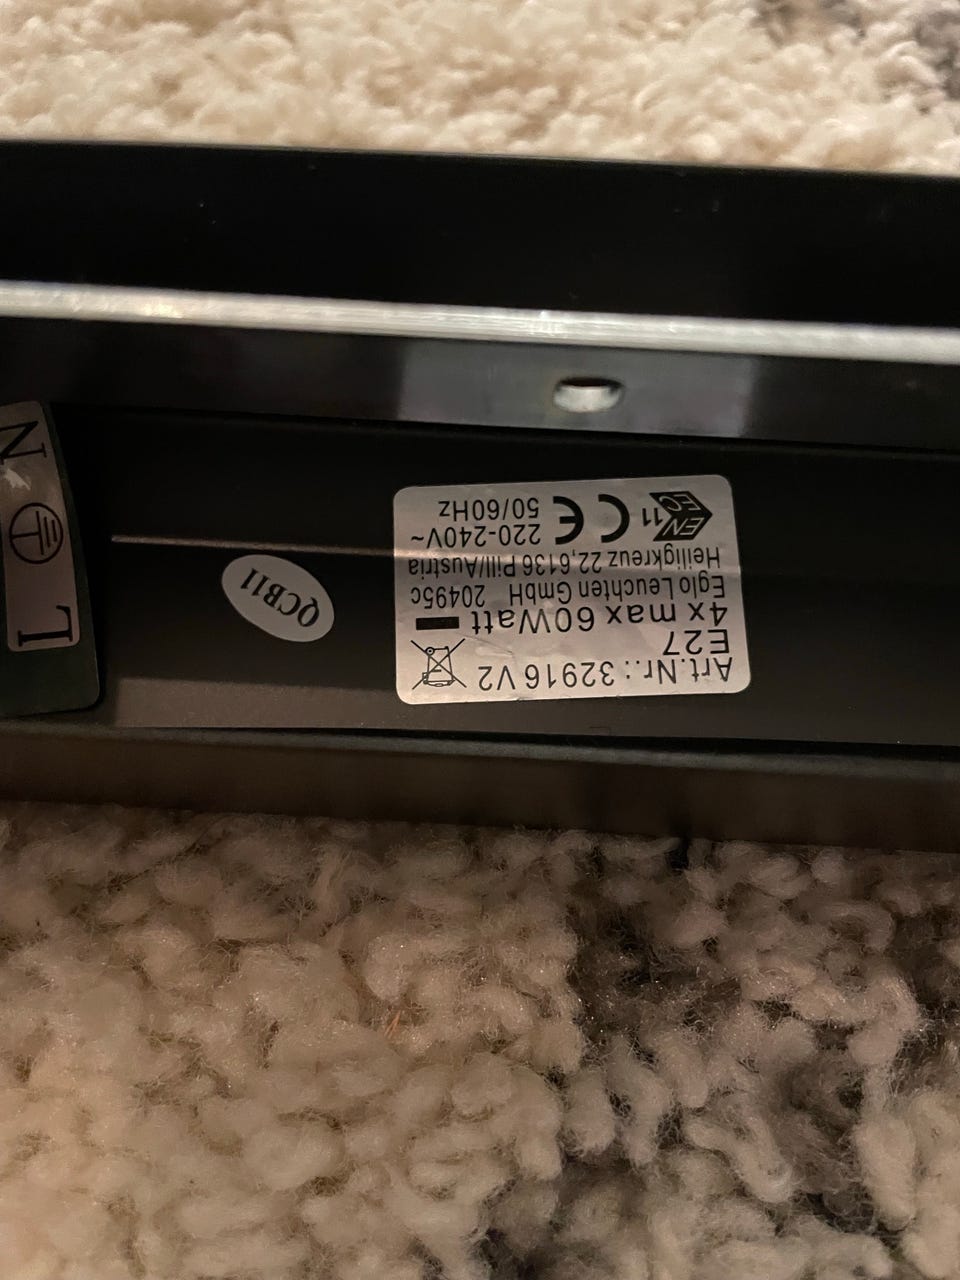 Art.Nr.: 32916 V2
E27
4x max 60Watt
Eglo Leuchten GmbH 20495c
Heiligkreuz 22,6136 Pill/Austria
EN
EC
11
CE
220-240V~
50/60Hz
QCB11
L
N